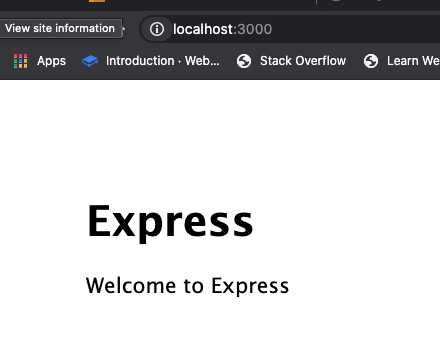 View site information
localhost:3000
Apps
Introduction · Web...
Stack Overflow
Learn We
Express
Welcome to Express